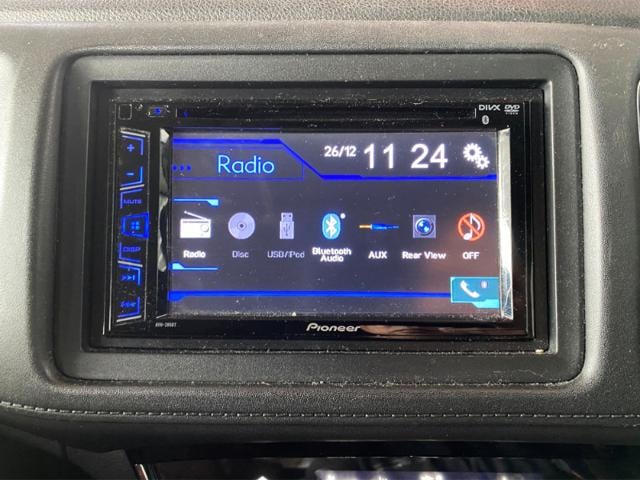 DIVX DVD
VIDEO
26/12 11 24
Radio
+
-
MUTE
DISP
Radio Disc USB/iPod Bluetooth Audio AUX Rear View OFF
Pioneer